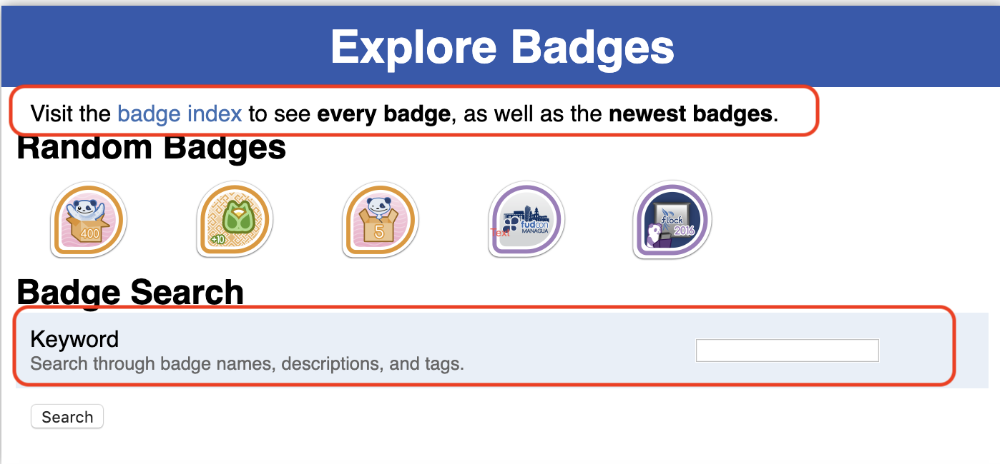 Explore Badges
Visit the badge index to see every badge, as well as the newest badges.
Random Badges
400
+10
5
fudcon
MANAGUA
Text
flock
2016
Badge Search
Keyword
Search through badge names, descriptions, and tags.
Search